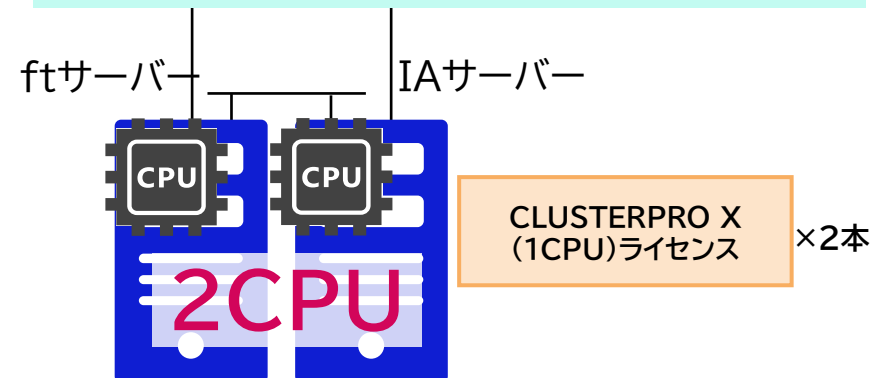 ftサーバー
IAサーバー
CPU
CPU
CLUSTERPRO X
(1CPU)ライセンス
×2本
2CPU